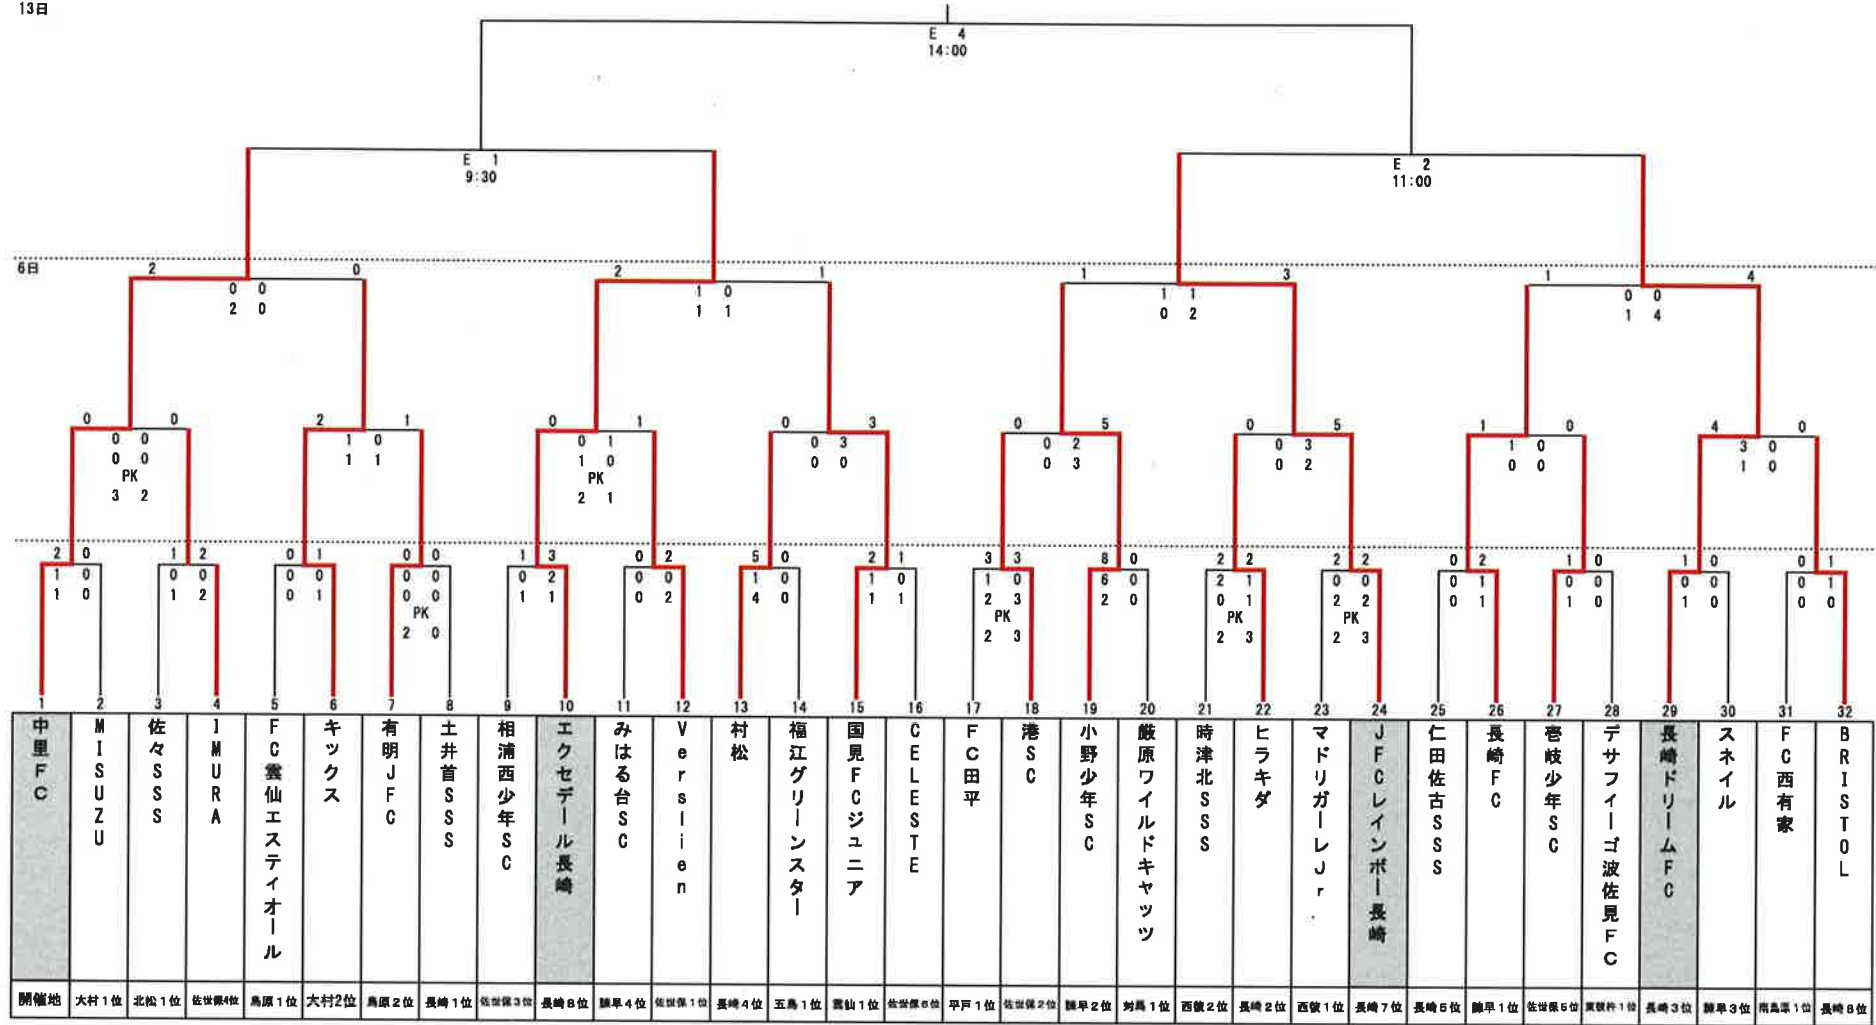 13日
E 4
14:00
E 1
9:30
E 2
11:00
6日
2 0
0 0
2 0
2 1
1 0
1 1
1 3
1 1
0 2
1 4
0 0
1 4
0 0
0 0
0 0
PK
3 2
2 1
1 0
1 1
0 1
0 1
1 0
PK
2 1
0 3
0 3
0 0
0 5
0 2
0 3
0 5
0 3
0 2
1 0
1 0
0 0
4 0
3 0
1 0
2 0
1 0
1 0
1 2
0 0
1 2
0 1
0 0
0 1
0 0
0 0
0 0
PK
2 0
1 3
0 2
1 1
0 2
0 0
0 2
5 0
1 0
4 0
2 1
1 0
1 1
3 3
1 0
2 3
PK
2 3
8 0
6 0
2 0
2 2
2 1
0 1
PK
2 3
2 2
0 0
2 2
PK
2 3
0 2
0 1
0 1
1 0
0 0
1 0
1 0
0 0
1 0
0 1
0 1
0 0
1 中里FC 開催地
2 MISUZU 大村1位
3 佐々SSS 北松1位
4 IMURA 佐世保4位
5 FC雲仙エスティオール 島原1位
6 キックス 大村2位
7 有明JFC 島原2位
8 土井首SSS 長崎1位
9 相浦西少年SC 佐世保3位
10 エクセデール長崎 長崎8位
11 みはる台SC 諫早4位
12 Verslien 佐世保1位
13 村松 長崎4位
14 福江グリーンスター 五島1位
15 国見FCジュニア 雲仙1位
16 CELESTE 佐世保6位
17 FC田平 平戸1位
18 港SC 佐世保2位
19 小野少年SC 諫早2位
20 厳原ワイルドキャッツ 対馬1位
21 時津北SSS 西彼2位
22 ヒラキダ 長崎2位
23 マドリガーレJr 西彼1位
24 JFCレインボー長崎 長崎7位
25 仁田佐古SSS 長崎5位
26 長崎FC 諫早1位
27 壱岐少年SC 佐世保5位
28 デサフィーゴ波佐見FC 東彼杵1位
29 長崎ドリームFC 長崎3位
30 スネイル 諫早3位
31 FC西有家 南島原1位
32 BRISTOL 長崎6位